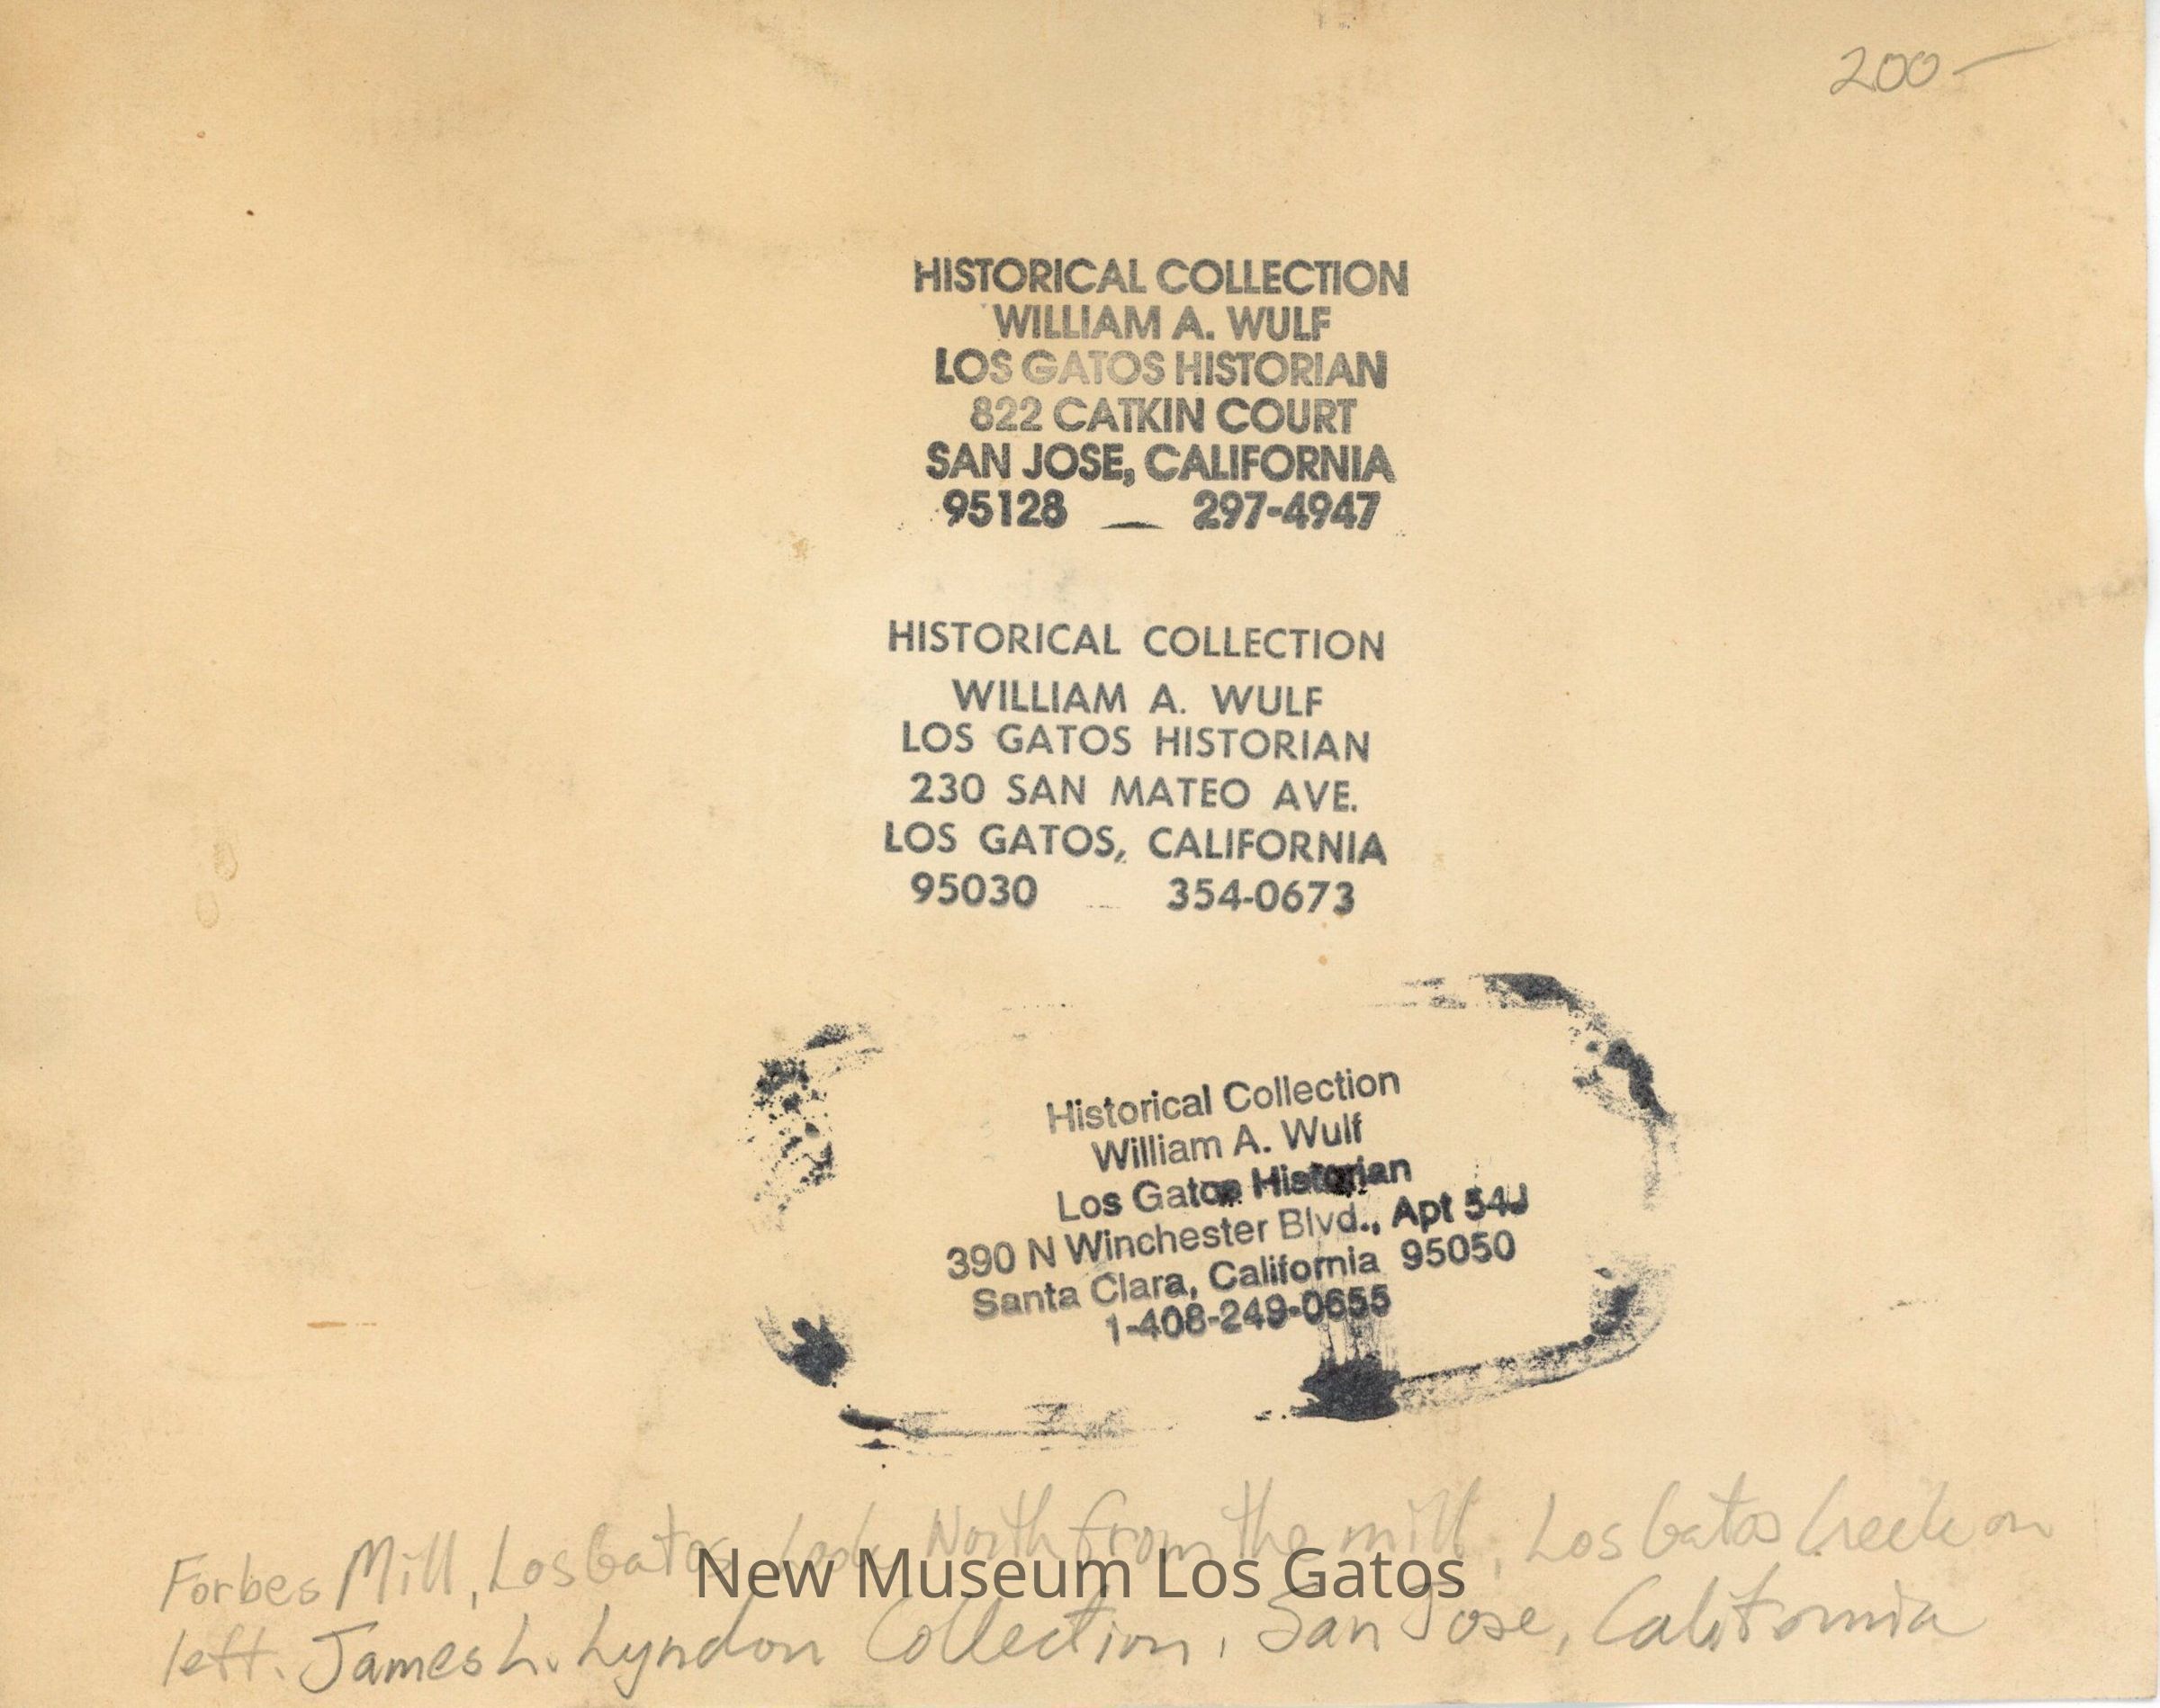 200-
HISTORICAL COLLECTION
WILLIAM A. WULF
LOS GATOS HISTORIAN
822 CATKIN COURT
SAN JOSE, CALIFORNIA
95128 — 297-4947
HISTORICAL COLLECTION
WILLIAM A. WULF
LOS GATOS HISTORIAN
230 SAN MATEO AVE.
LOS GATOS, CALIFORNIA
95030 — 354-0673
Historical Collection
William A. Wulf
Los Gatos Historian
390 N Winchester Blvd., Apt 54J
Santa Clara, California 95050
1-408-249-0655
Forbes Mill, Los Gatos, Look North from the mill, Los Gatos Creek on
New Museum Los Gatos
left. James L. Lyndon Collection, San Jose, California